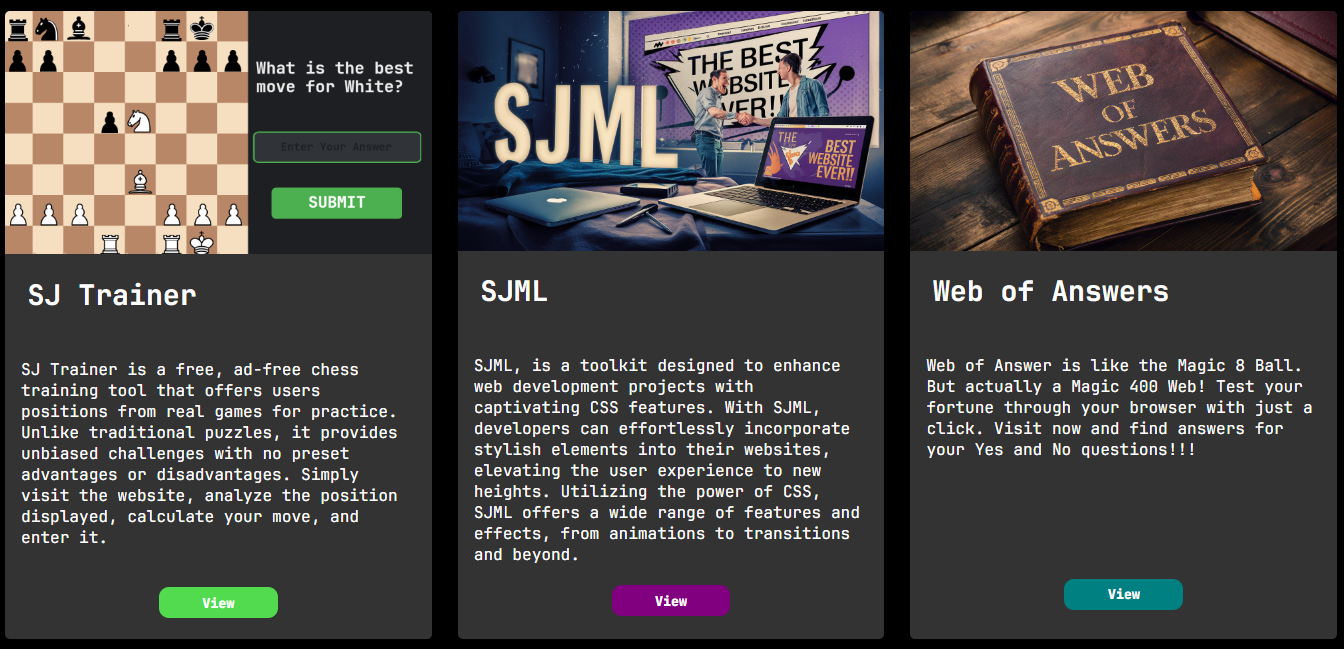 What is the best
move for White?
Enter Your Answer
SUBMIT
SJ Trainer
SJ Trainer is a free, ad-free chess
training tool that offers users
positions from real games for practice.
Unlike traditional puzzles, it provides
unbiased challenges with no preset
advantages or disadvantages. Simply
visit the website, analyze the position
displayed, calculate your move, and
enter it.
View
SJML
THE BEST
WEBSITE
EVER!!
THE
BEST
WEBSITE
EVER!!
SJML
SJML, is a toolkit designed to enhance
web development projects with
captivating CSS features. With SJML,
developers can effortlessly incorporate
stylish elements into their websites,
elevating the user experience to new
heights. Utilizing the power of CSS,
SJML offers a wide range of features and
effects, from animations to transitions
and beyond.
View
WEB
OF
ANSWERS
Web of Answers
Web of Answer is like the Magic 8 Ball.
But actually a Magic 400 Web! Test your
fortune through your browser with just a
click. Visit now and find answers for
your Yes and No questions!!!
View